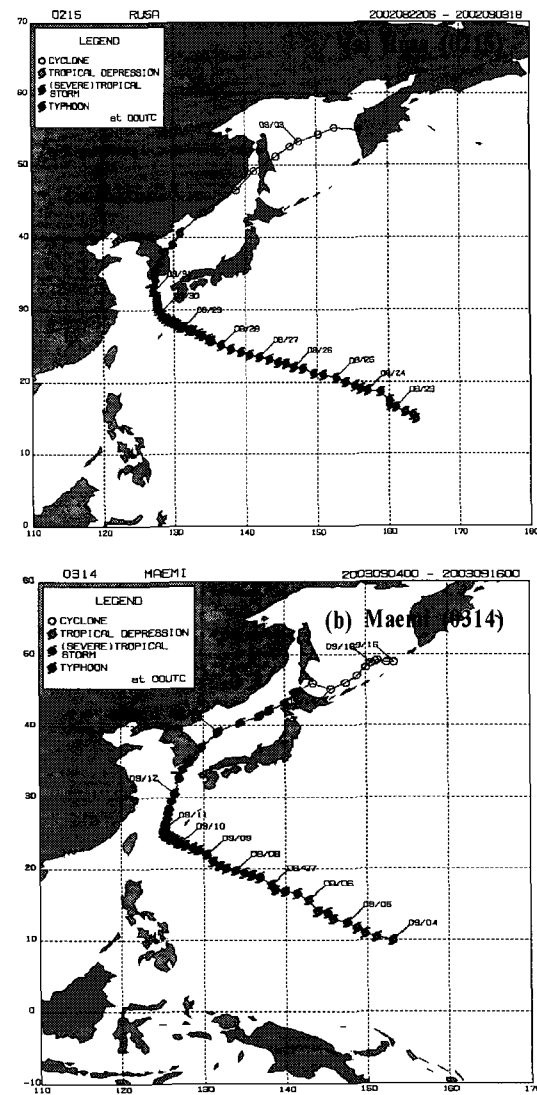 0215 RUSA 2002082206 - 2002090318
(a) Rusa (0215)
LEGEND
CYCLONE
TROPICAL DEPRESSION
(SEVERE)TROPICAL
STORM
TYPHOON
at 00UTC
70
60
50
40
30
20
10
0
09/03
08/31
08/30
08/29
08/28
08/27
08/26
08/25
08/24
08/23
110 120 130 140 150 160 170 180
0314 MAEMI 2003090400 - 2003091600
(b) Maemi (0314)
LEGEND
CYCLONE
TROPICAL DEPRESSION
(SEVERE)TROPICAL
STORM
TYPHOON
at 00UTC
60
50
40
30
20
10
0
-10
09/16
09/12
09/11
09/10
09/09
09/08
09/07
09/06
09/05
09/04
110 120 130 140 150 160 170